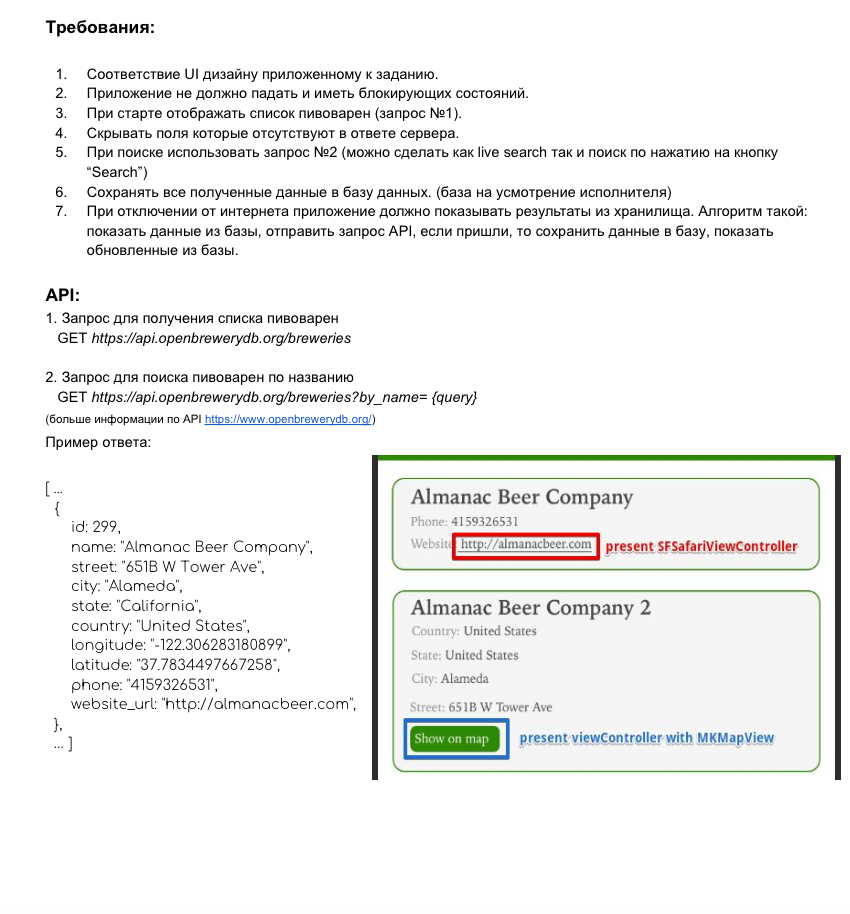 Требования:
1. Соответствие UI дизайну приложенному к заданию.
2. Приложение не должно падать и иметь блокирующих состояний.
3. При старте отображать список пивоварен (запрос №1).
4. Скрывать поля которые отсутствуют в ответе сервера.
5. При поиске использовать запрос №2 (можно сделать как live search так и поиск по нажатию на кнопку
“Search”)
6. Сохранять все полученные данные в базу данных. (база на усмотрение исполнителя)
7. При отключении от интернета приложение должно показывать результаты из хранилища. Алгоритм такой:
показать данные из базы, отправить запрос API, если пришли, то сохранить данные в базу, показать
обновленные из базы.
API:
1. Запрос для получения списка пивоварен
GET https://api.openbrewerydb.org/breweries
2. Запрос для поиска пивоварен по названию
GET https://api.openbrewerydb.org/breweries?by_name= {query}
(больше информации по API https://www.openbrewerydb.org/)
Пример ответа:
[ ...
{
id: 299,
name: "Almanac Beer Company",
street: "651B W Tower Ave",
city: "Alameda",
state: "California",
country: "United States",
longitude: "-122.306283180899",
latitude: "37.7834497667258",
phone: "4159326531",
website_url: "http://almanacbeer.com",
},
... ]
Almanac Beer Company
Phone: 4159326531
Website http://almanacbeer.com present SFSafariViewController
Almanac Beer Company 2
Country: United States
State: United States
City: Alameda
Street: 651B W Tower Ave
Show on map present viewController with MKMapView